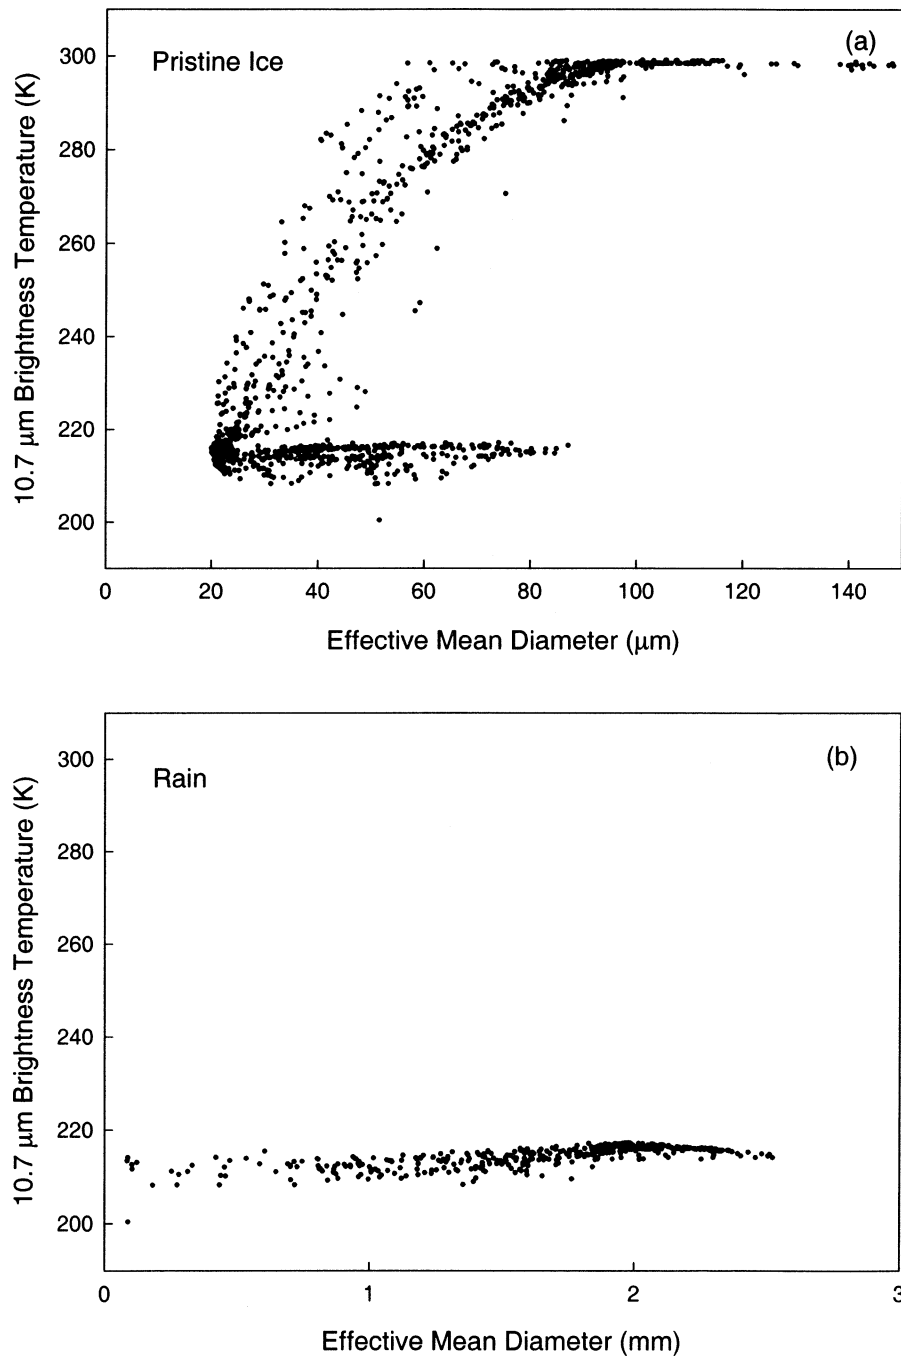 (a)
Pristine Ice
10.7 μm Brightness Temperature (K)
300
280
260
240
220
200
0 20 40 60 80 100 120 140
Effective Mean Diameter (μm)
(b)
Rain
10.7 μm Brightness Temperature (K)
300
280
260
240
220
200
0 1 2 3
Effective Mean Diameter (mm)